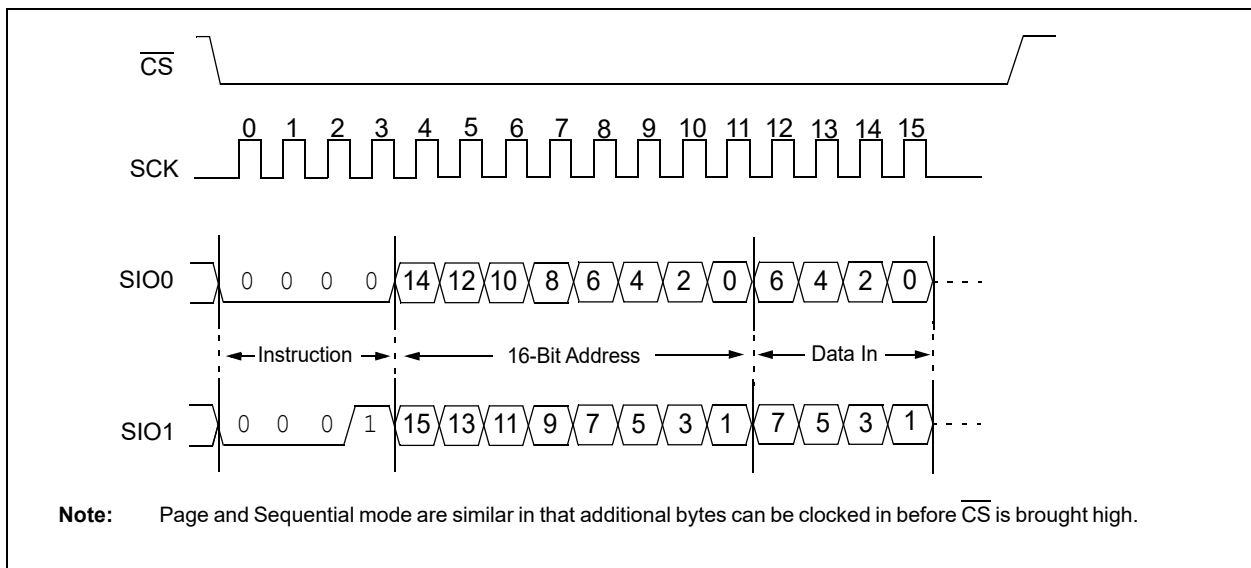 CS
0 1 2 3 4 5 6 7 8 9 10 11 12 13 14 15
SCK
SIO0 0 0 0 0 14 12 10 8 6 4 2 0 6 4 2 0
Instruction 16-Bit Address Data In
SIO1 0 0 0 1 15 13 11 9 7 5 3 1 7 5 3 1
Note: Page and Sequential mode are similar in that additional bytes can be clocked in before CS is brought high.